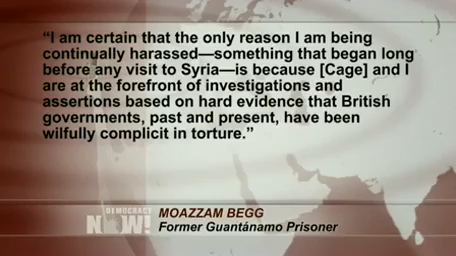 “I am certain that the only reason I am being
continually harassed—something that began long
before any visit to Syria—is because [Cage] and I
are at the forefront of investigations and
assertions based on hard evidence that British
governments, past and present, have been
wilfully complicit in torture.”
DEMOCRACY
NOW!
MOAZZAM BEGG
Former Guantánamo Prisoner